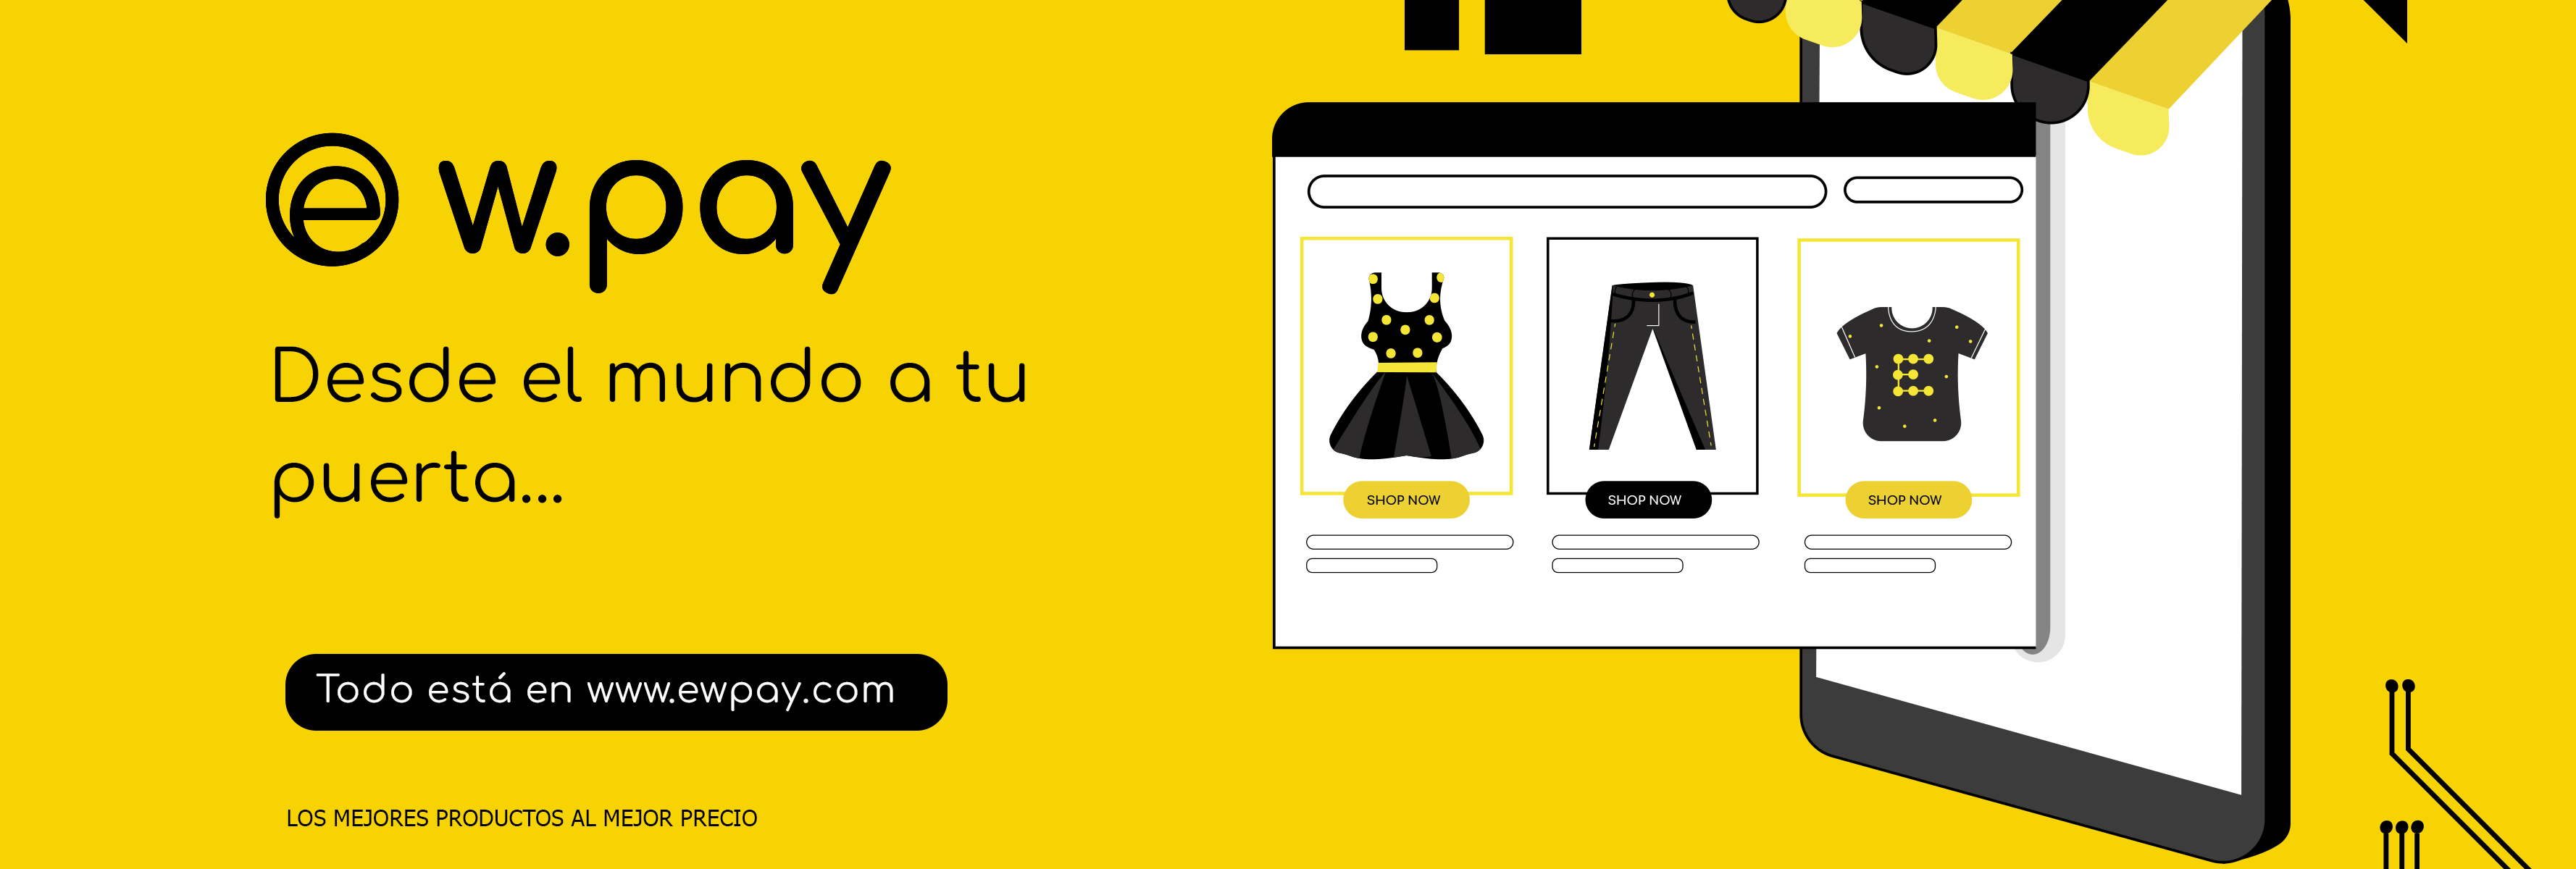 ew.pay
Desde el mundo a tu
puerta...
Todo está en www.ewpay.com
LOS MEJORES PRODUCTOS AL MEJOR PRECIO
SHOP NOW
SHOP NOW
SHOP NOW